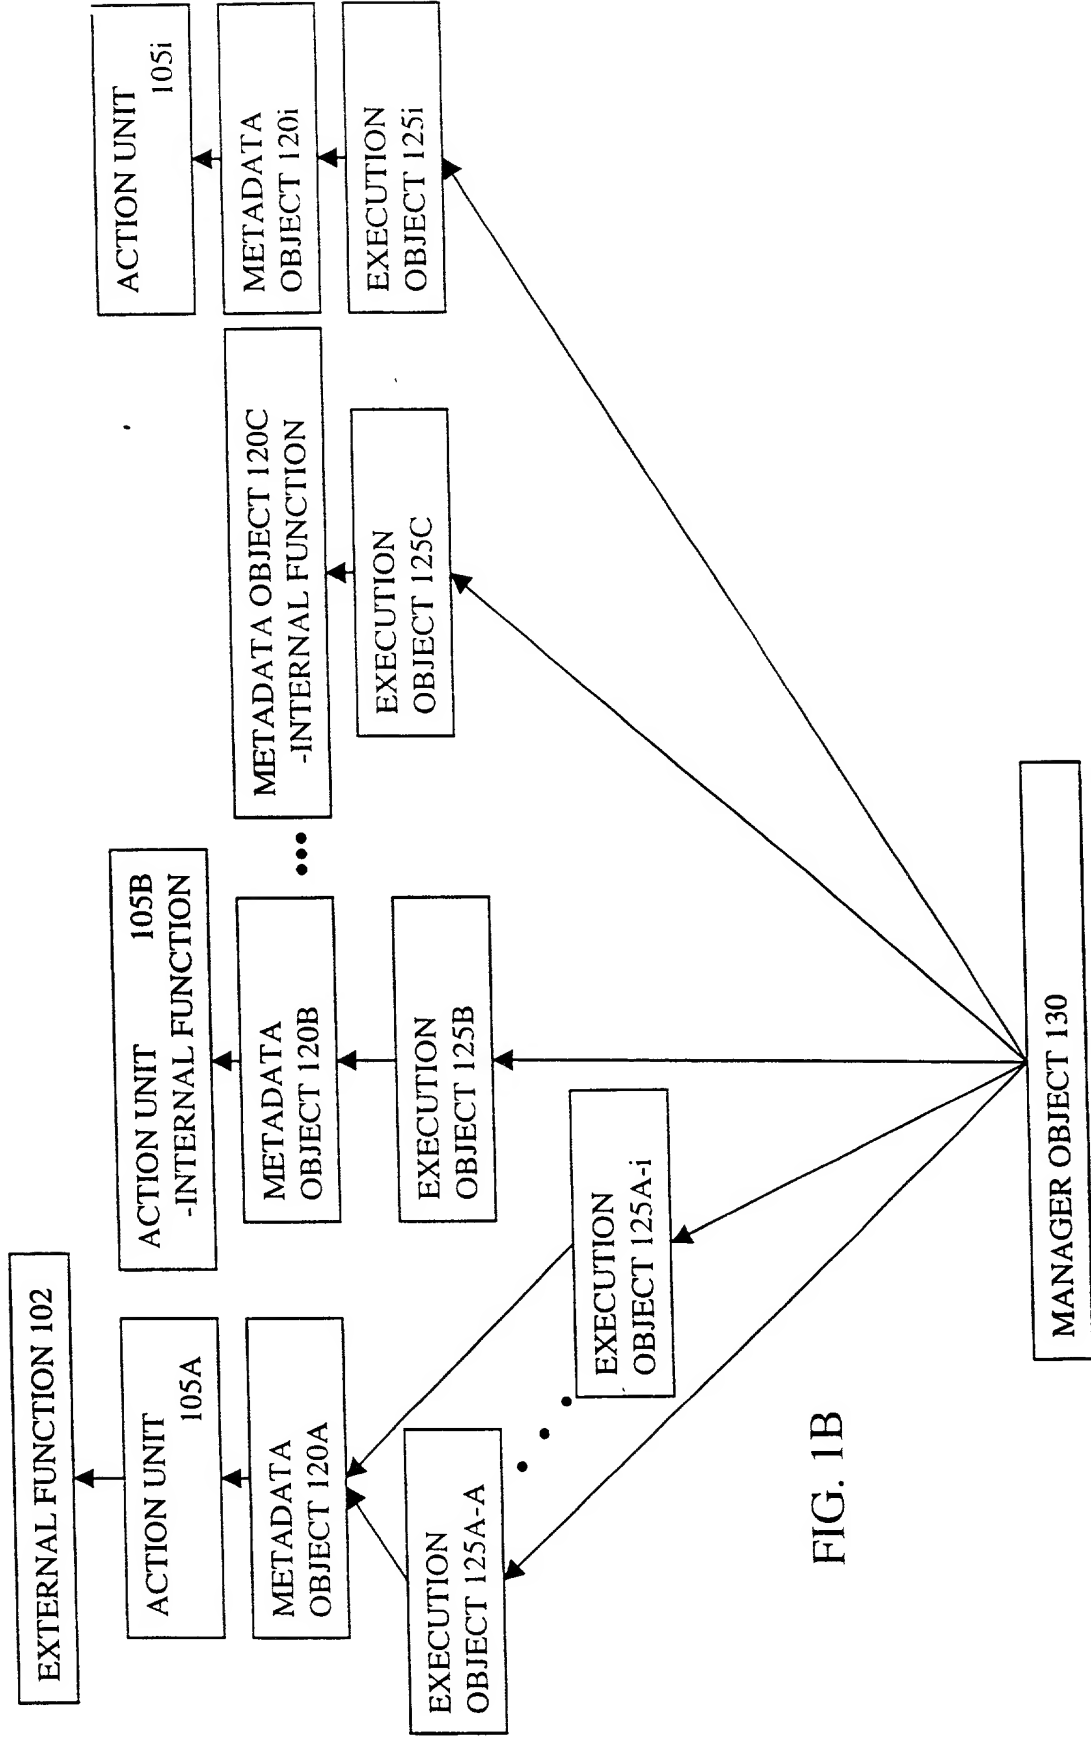 EXTERNAL FUNCTION 102
ACTION UNIT
105A
METADATA
OBJECT 120A
EXECUTION
OBJECT 125A-A
EXECUTION
OBJECT 125A-i
ACTION UNIT 105B
-INTERNAL FUNCTION
METADATA
OBJECT 120B
EXECUTION
OBJECT 125B
METADATA OBJECT 120C
-INTERNAL FUNCTION
EXECUTION
OBJECT 125C
ACTION UNIT
105i
METADATA
OBJECT 120i
EXECUTION
OBJECT 125i
MANAGER OBJECT 130
FIG. 1B